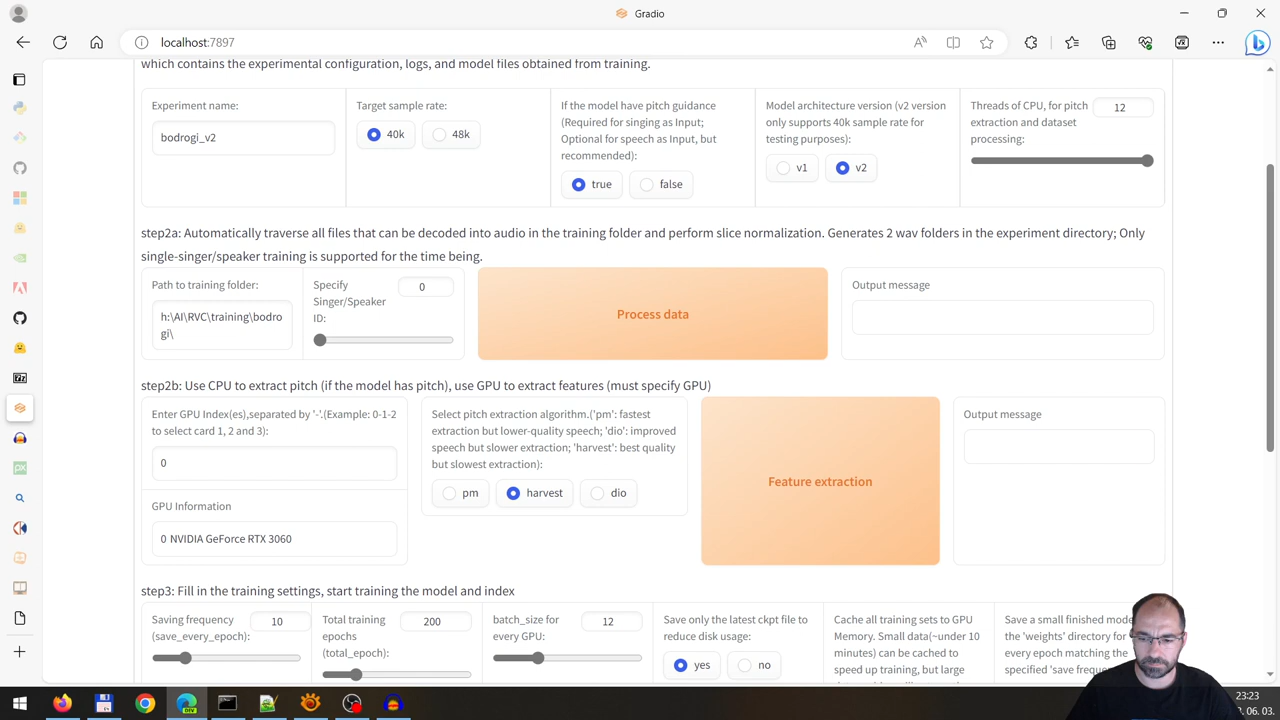 Gradio
localhost:7897
which contains the experimental configuration, logs, and model files obtained from training.
Experiment name:
bodrogi_v2
Target sample rate:
40k
48k
If the model have pitch guidance
(Required for singing as Input;
Optional for speech as Input, but
recommended):
true
false
Model architecture version (v2 version
only supports 40k sample rate for
testing purposes):
v1
v2
Threads of CPU, for pitch
extraction and dataset
processing:
12
step2a: Automatically traverse all files that can be decoded into audio in the training folder and perform slice normalization. Generates 2 wav folders in the experiment directory; Only
single-singer/speaker training is supported for the time being.
Path to training folder:
h:\AI\RVC\training\bodro
gi\
Specify
Singer/Speaker
ID:
0
Process data
Output message
step2b: Use CPU to extract pitch (if the model has pitch), use GPU to extract features (must specify GPU)
Enter GPU Index(es),separated by '-'.(Example: 0-1-2
to select card 1, 2 and 3):
0
GPU Information
0 NVIDIA GeForce RTX 3060
Select pitch extraction algorithm.('pm': fastest
extraction but lower-quality speech; 'dio': improved
speech but slower extraction; 'harvest': best quality
but slowest extraction):
pm
harvest
dio
Feature extraction
Output message
step3: Fill in the training settings, start training the model and index
Saving frequency
(save_every_epoch):
10
Total training
epochs
(total_epoch):
200
batch_size for
every GPU:
12
Save only the latest ckpt file to
reduce disk usage:
yes
no
Cache all training sets to GPU
Memory. Small data(~under 10
minutes) can be cached to
speed up training, but large
Save a small finished mode
the 'weights' directory for
every epoch matching the
specified 'save frequ
23:23
06. 03.